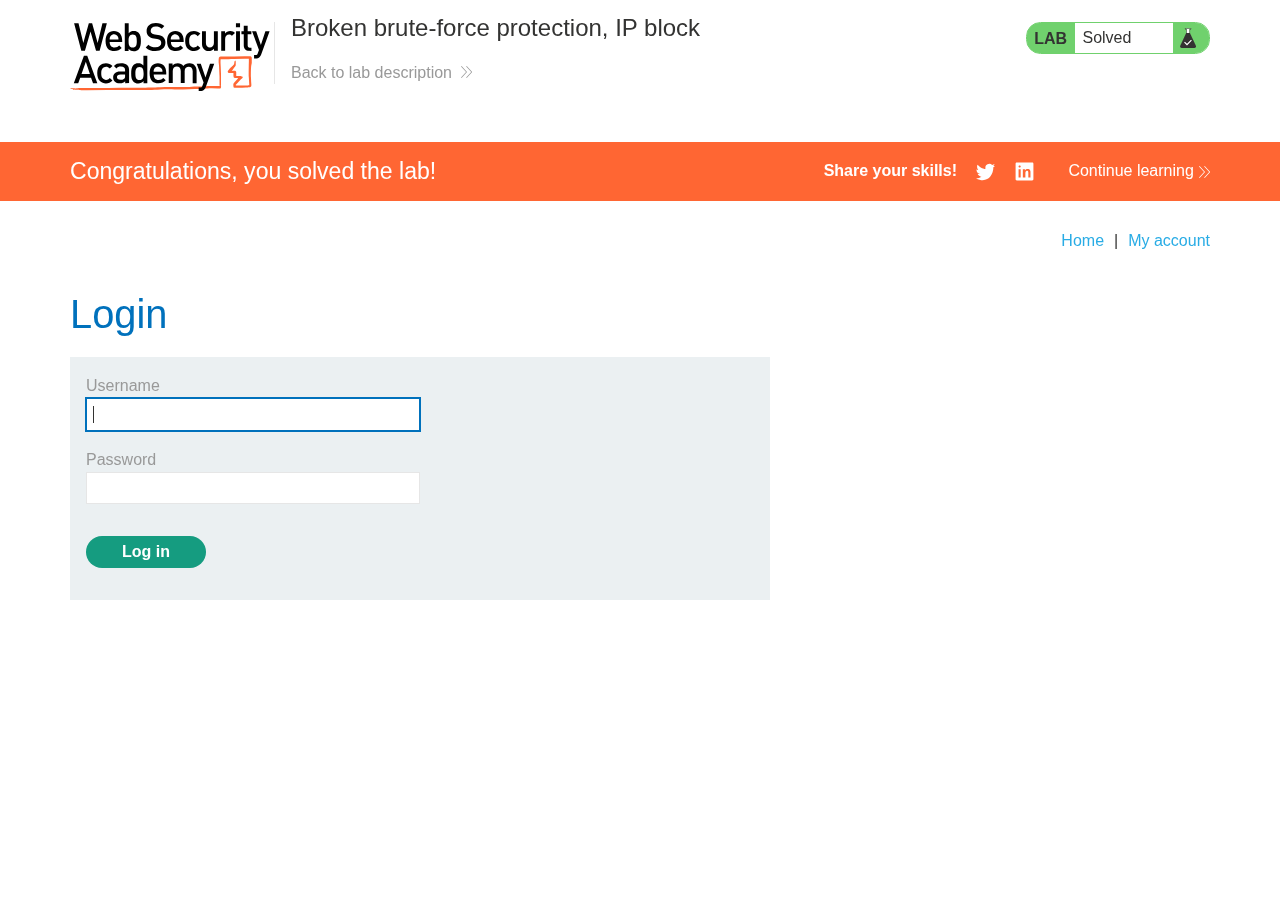 Web Security
Academy
Broken brute-force protection, IP block
Back to lab description
LAB Solved
Congratulations, you solved the lab!
Share your skills!
Continue learning
Home | My account
Login
Username
Password
Log in